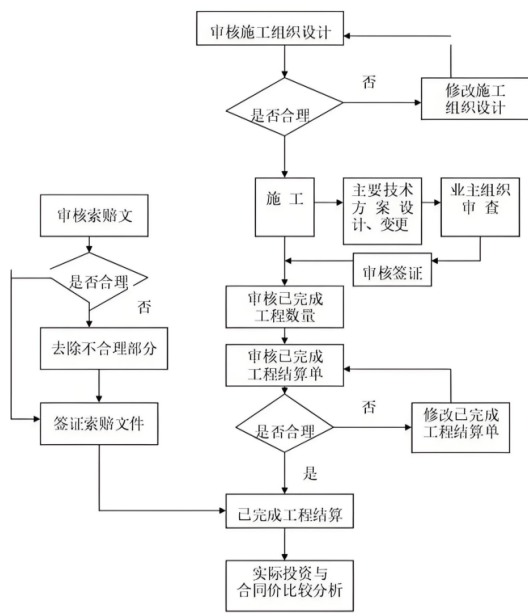 审核施工组织设计
否
修改施工
组织设计
是否合理
施 工
主要技术
方 案 设
计、变更
业主组织
审 查
审核签证
审核索赔文
是否合理
否
去除不合理部分
签证索赔文件
审核已完成
工程数量
审核已完成
工程结算单
否
修改已完成
工程结算单
是否合理
是
已完成工程结算
实际投资与
合同价比较分析